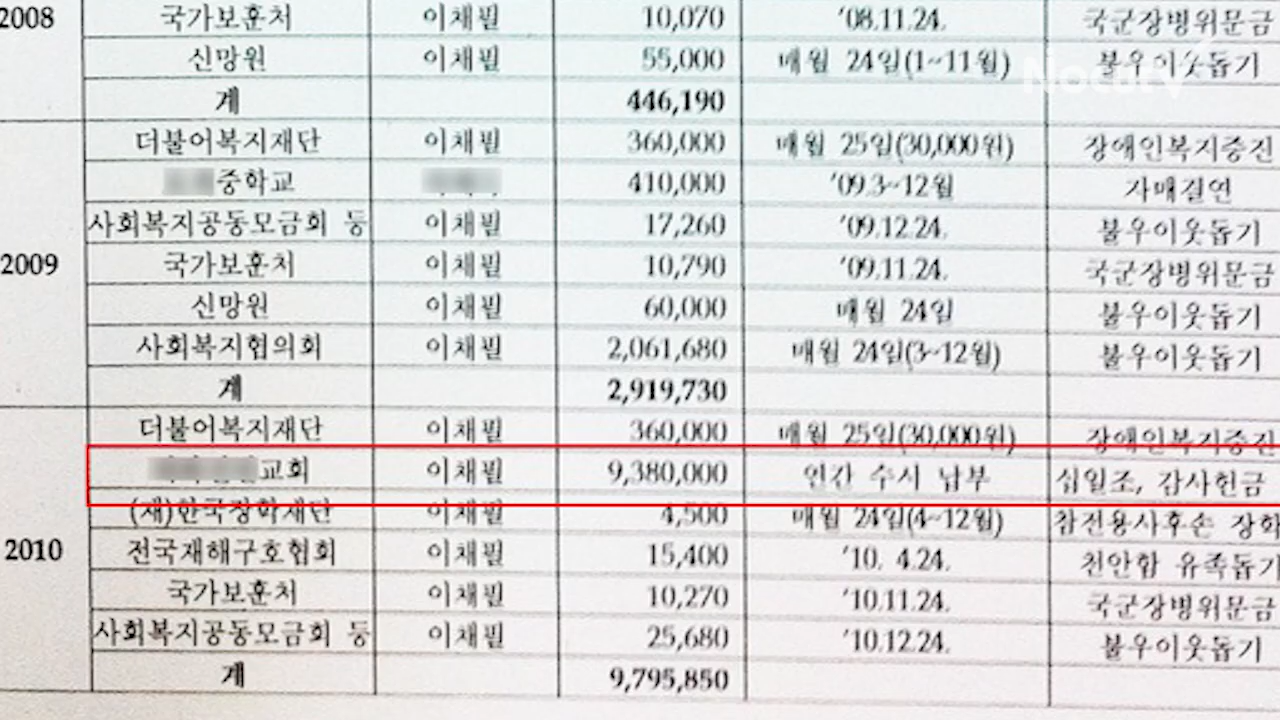 2008 국가보훈처 이채필 10,070 '08.11.24. 국군장병위문금
신망원 이채필 55,000 매월 24일(1~11월) 불우이웃돕기
NocutV
계 446,190
더불어복지재단 이채필 360,000 매월 25일(30,000원) 장애인복지증진
중학교 410,000 '09.3~12월 자매결연
사회복지공동모금회 등 이채필 17,260 '09.12.24. 불우이웃돕기
2009 국가보훈처 이채필 10,790 '09.11.24. 국군장병위문금
신망원 이채필 60,000 매월 24일 불우이웃돕기
사회복지협의회 이채필 2,061,680 매월 24일(3~12월) 불우이웃돕기
계 2,919,730
더불어복지재단 이채필 360,000 매월 25일(30,000원) 장애인복지증진
교회 이채필 9,380,000 연간 수시 납부 십일조, 감사헌금
(재)한국장학재단 이채필 4,500 매월 24일(4~12월) 참전용사후손 장학
2010 전국재해구호협회 이채필 15,400 '10. 4.24. 천안함 유족돕기
국가보훈처 이채필 10,270 '10.11.24. 국군장병위문금
사회복지공동모금회 등 이채필 25,680 '10.12.24. 불우이웃돕기
계 9,795,850